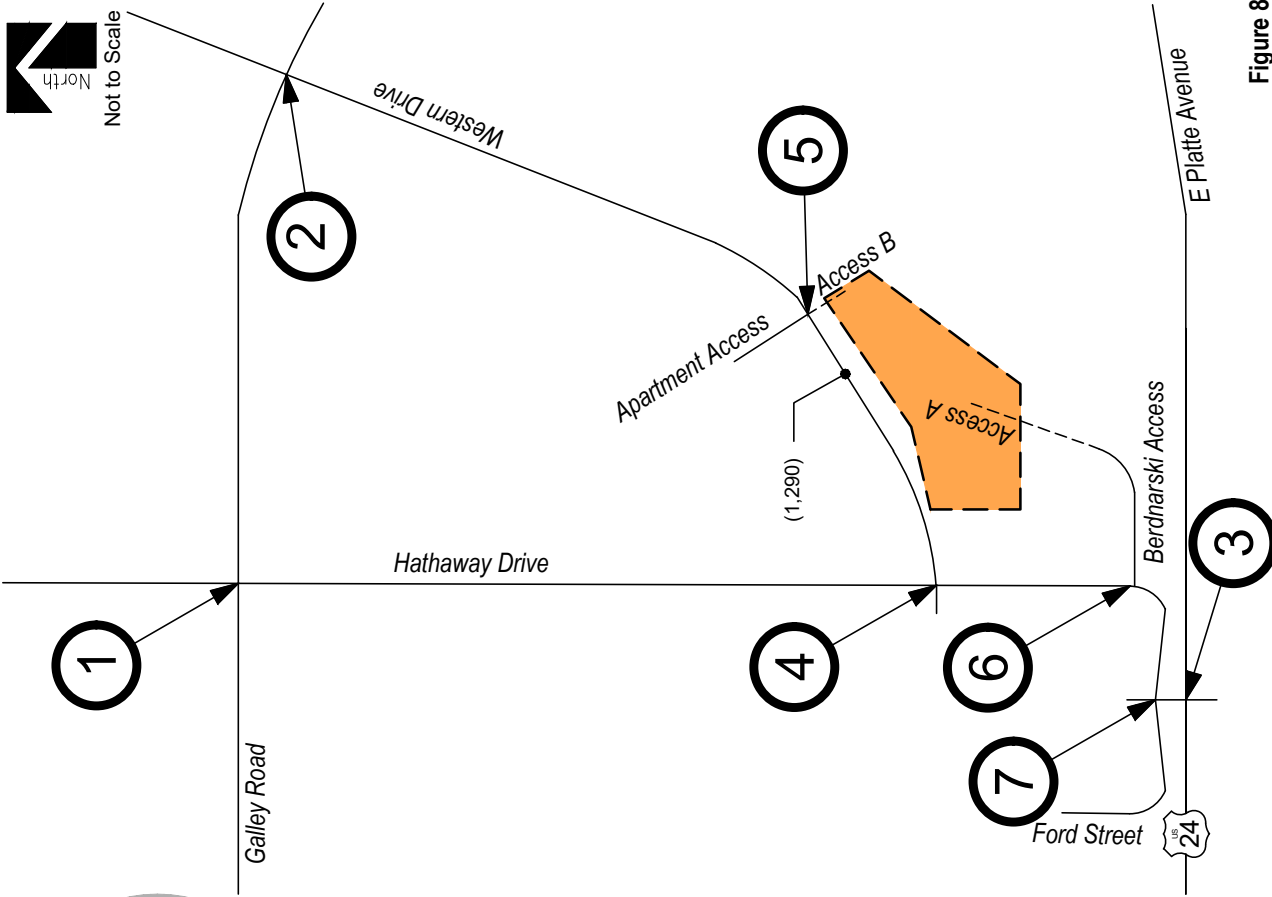 North
Not to Scale
1
2
Western Drive
5
Access B
Apartment Access
(1,290)
Access A
Hathaway Drive
Galley Road
4
6
7
Berdnarski Access
3
Ford Street
US
24
E Platte Avenue
Figure 8